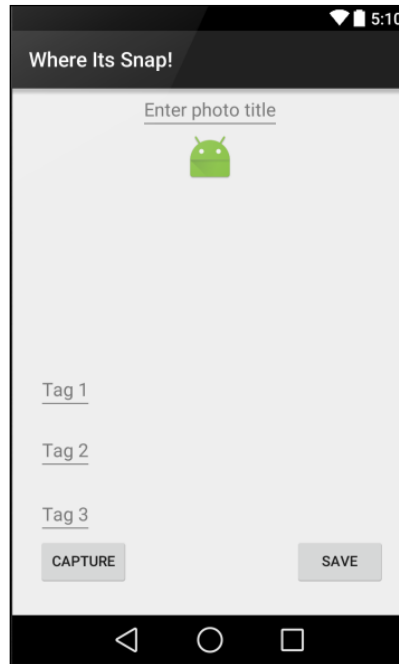 5:10
Where Its Snap!
Enter photo title
Tag 1
Tag 2
Tag 3
CAPTURE SAVE